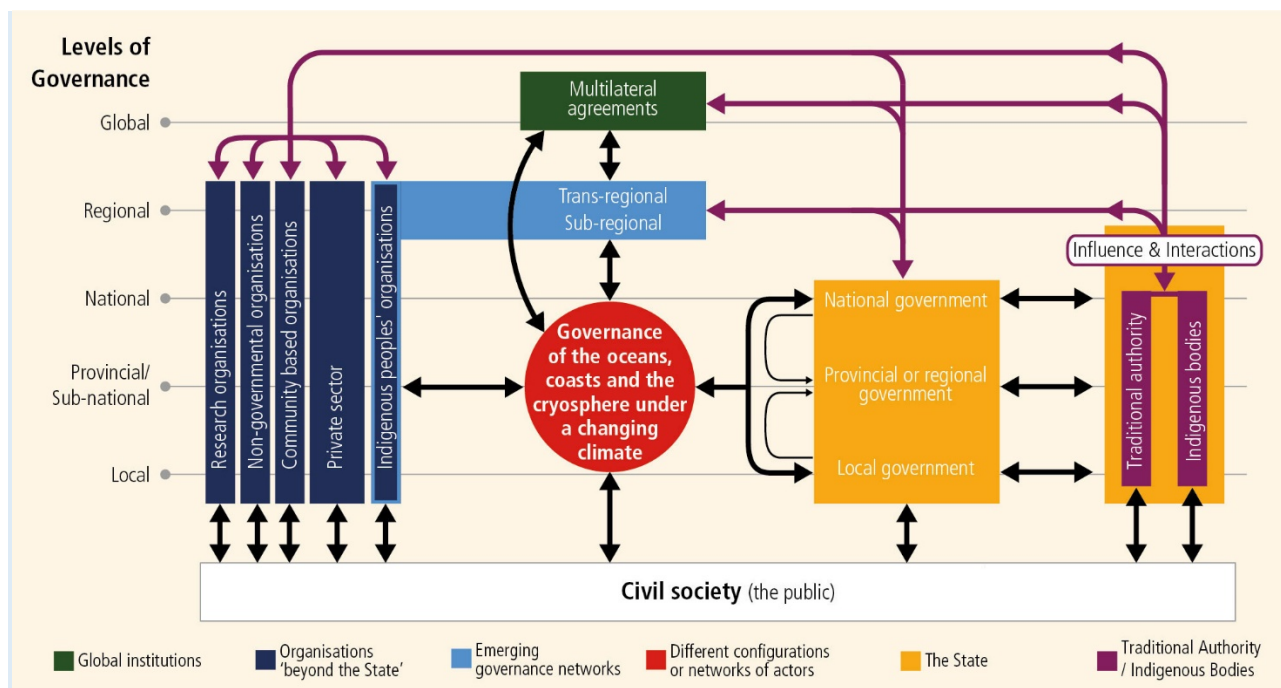 Levels of
Governance
Global
Regional
National
Provincial/
Sub-national
Local
Multilateral
agreements
Trans-regional
Sub-regional
Research organisations
Non-governmental organisations
Community based organisations
Private sector
Indigenous peoples' organisations
Governance
of the oceans,
coasts and the
cryosphere under
a changing
climate
National government
Provincial or regional
government
Local government
Influence & Interactions
Traditional authority
Indigenous bodies
Civil society (the public)
Global institutions
Organisations
'beyond the State'
Emerging
governance networks
Different configurations
or networks of actors
The State
Traditional Authority
/ Indigenous Bodies